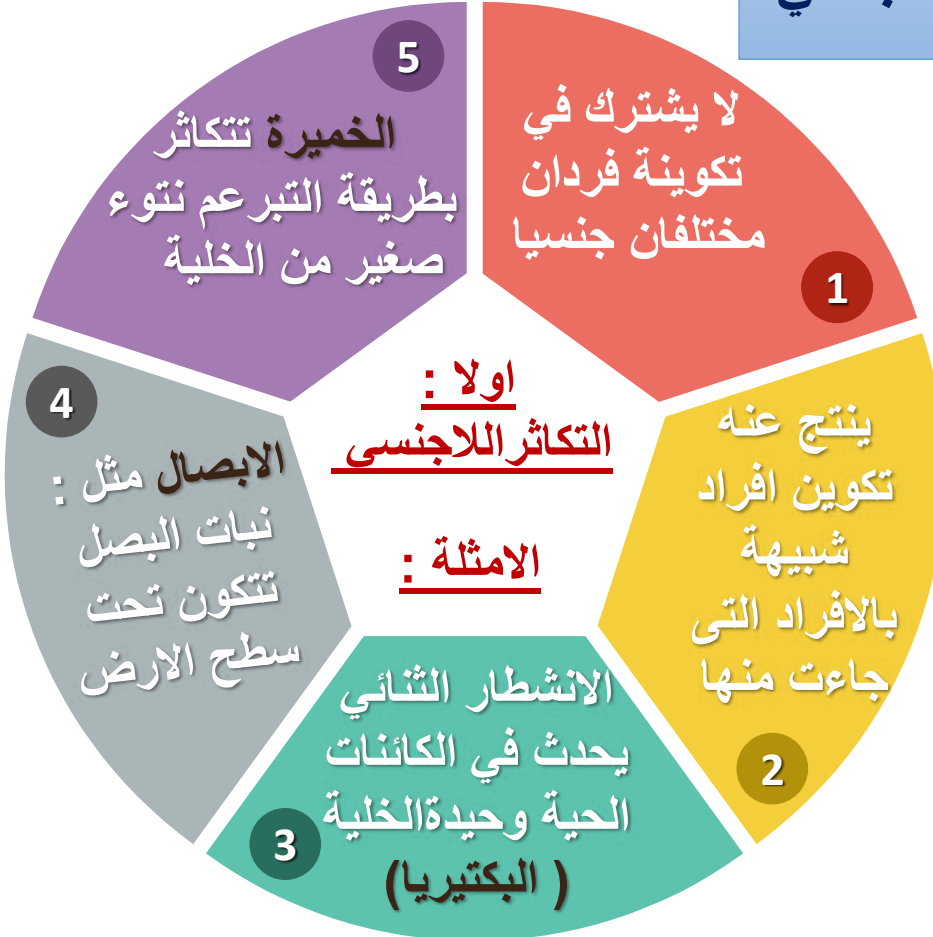 اولا :
التكاثراللاجنسى
الامثلة :
لا يشترك في
تكوينة فردان
مختلفان جنسيا
1
ينتج عنه
تكوين افراد
شبيهة
بالافراد التى
جاءت منها
2
الانشطار الثنائي
يحدث في الكائنات
الحية وحيدةالخلية
( البكتيريا)
3
الابصال مثل :
نبات البصل
تتكون تحت
سطح الارض
4
الخميرة تتكاثر
بطريقة التبرعم نتوء
صغير من الخلية
5